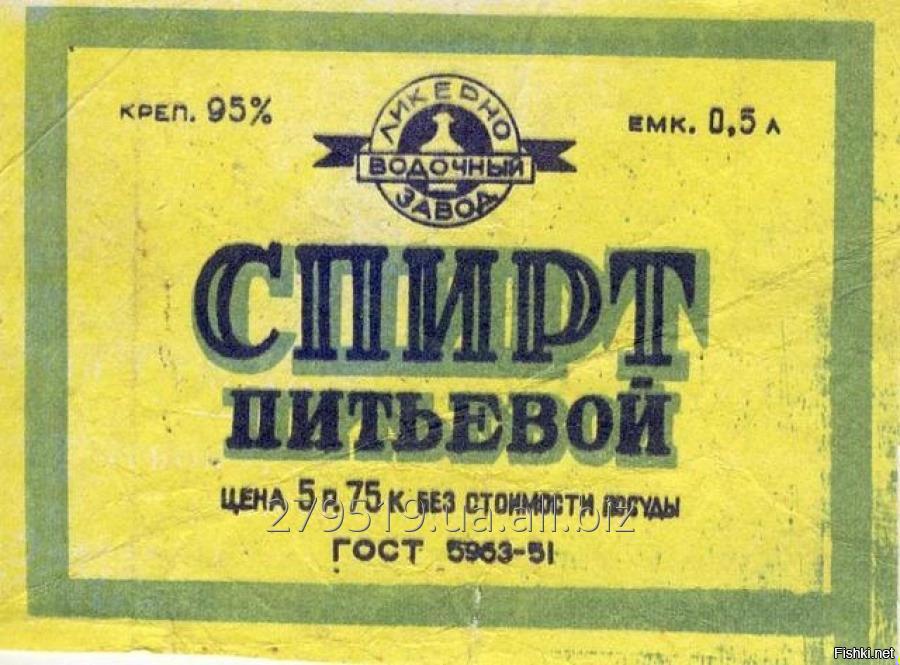 КРЕП. 95%
ЕМК. 0,5 л
ЛИКЕРНО
ВОДОЧНЫЙ
ЗАВОД
СПИРТ
ПИТЬЕВОЙ
ЦЕНА 5 Р. 75 К. БЕЗ СТОИМОСТИ ПОСУДЫ
279519.ua.all.biz
ГОСТ 5963-51
Fishki.net